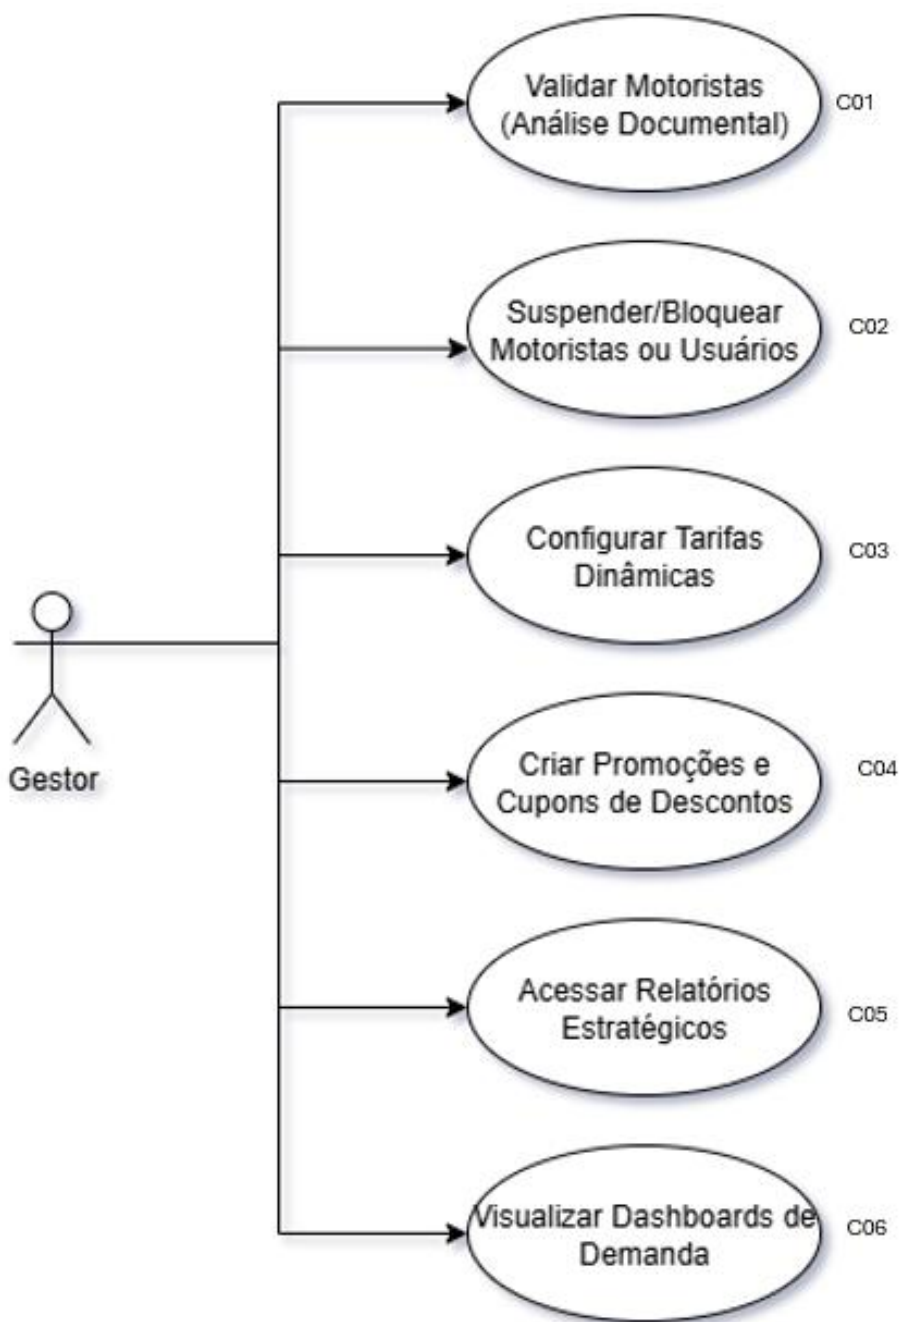 Validar Motoristas
(Análise Documental)
C01
Suspender/Bloquear
Motoristas ou Usuários
C02
Configurar Tarifas
Dinâmicas
C03
Gestor
Criar Promoções e
Cupons de Descontos
C04
Acessar Relatórios
Estratégicos
C05
Visualizar Dashboards de
Demanda
C06